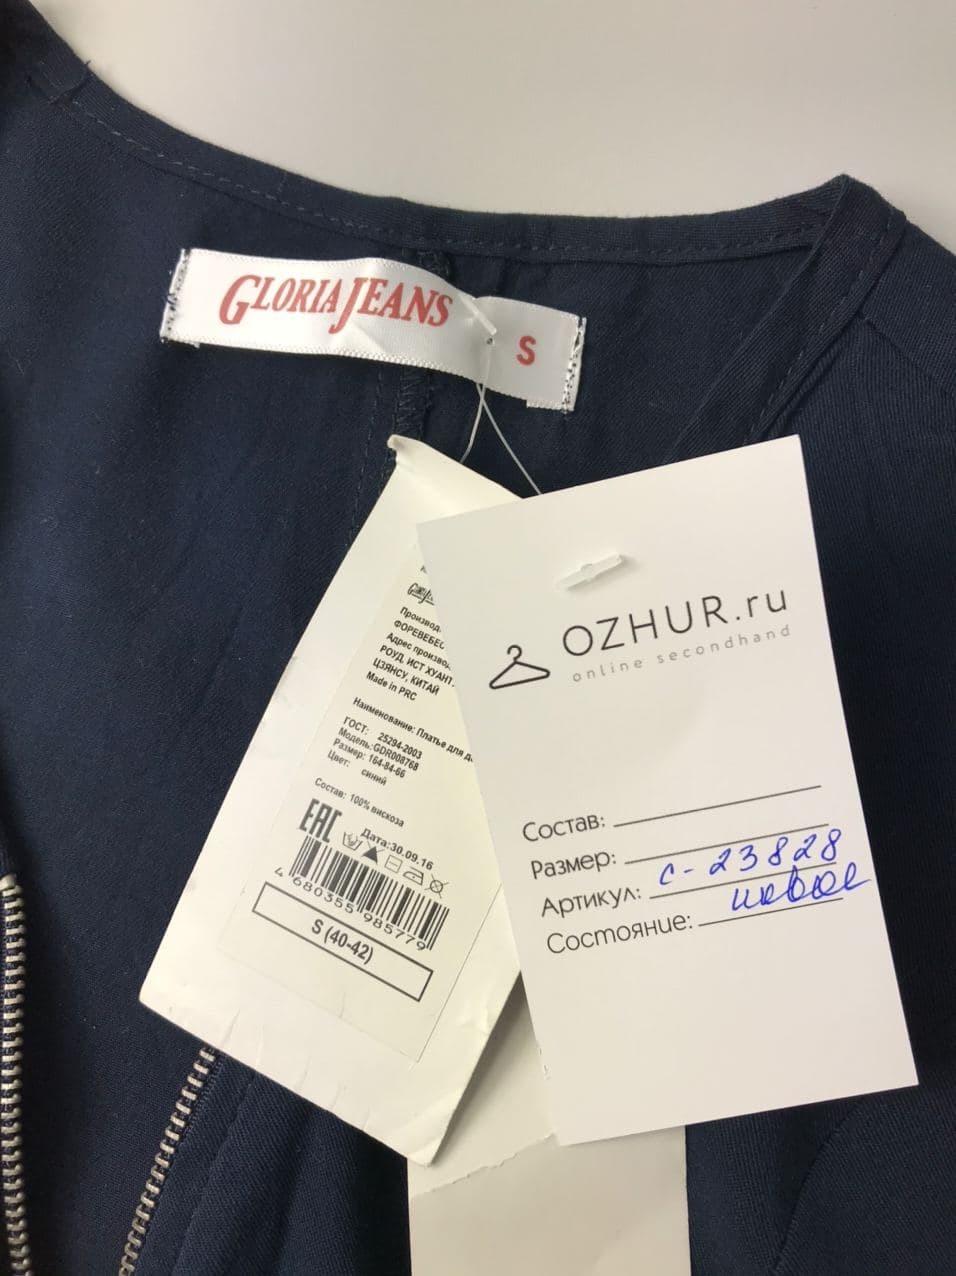 GLORIA JEANS
S
Производ
ФОРЕВЕБЕС
Адрес производ
РОУД, ИСТ ХУАНТ
ЦЗЯНСУ, КИТАЙ
Made in PRC
Наименование: Платье для д
ГОСТ: 25294-2003
Модель:GDR008768
Размер: 164-84-66
Цвет: синий
Состав: 100% вискоза
EAC Дата:30.09.16
4 680355 985779
S (40-42)
OZHUR.ru
online secondhand
Состав:
Размер:
Артикул: с-23828
Состояние: новое